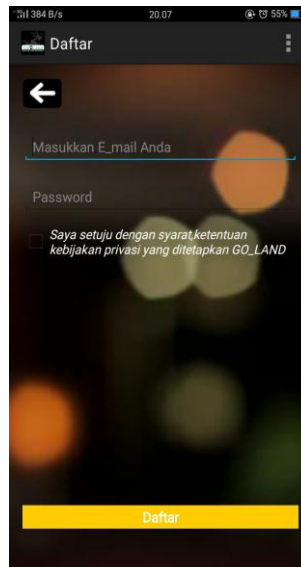 384 B/s 20.07 55%
Daftar
Masukkan E_mail Anda
Password
Saya setuju dengan syarat,ketentuan
kebijakan privasi yang ditetapkan GO_LAND
Daftar